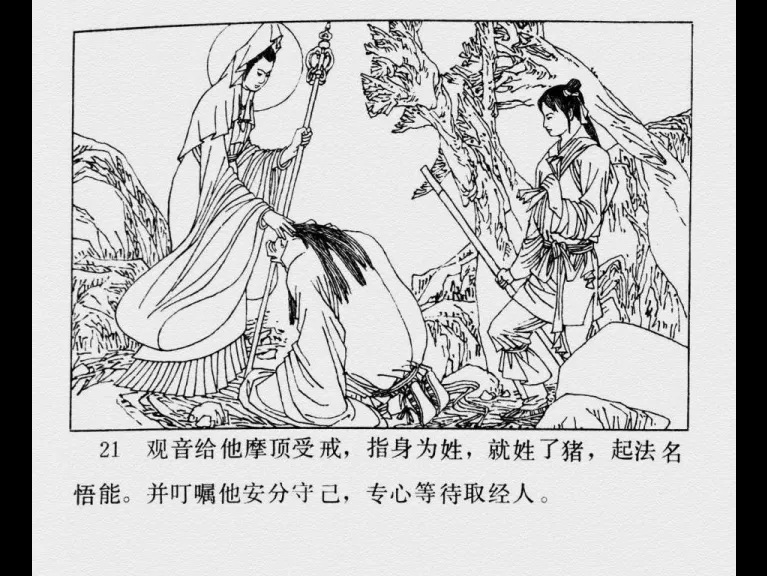 21 观音给他摩顶受戒，指身为姓，就姓了猪，起法名
悟能。并叮嘱他安分守己，专心等待取经人。